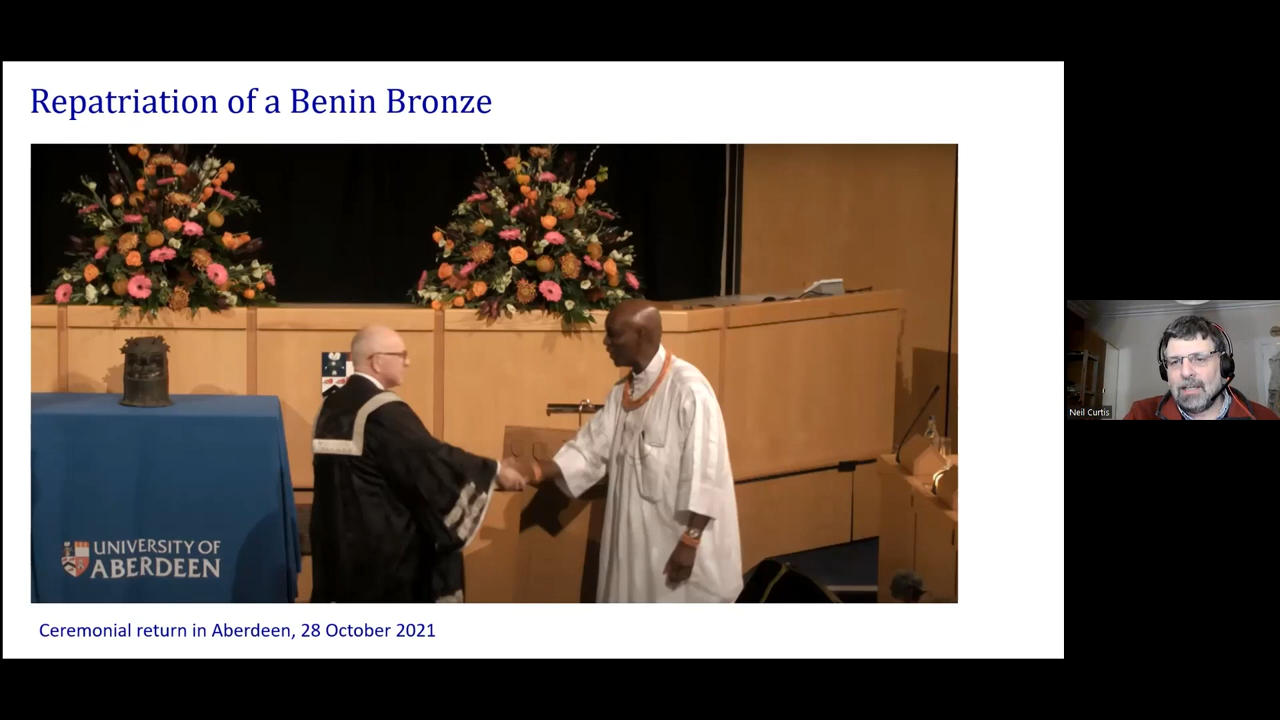 Repatriation of a Benin Bronze
UNIVERSITY OF
ABERDEEN
Ceremonial return in Aberdeen, 28 October 2021
Neil Curtis